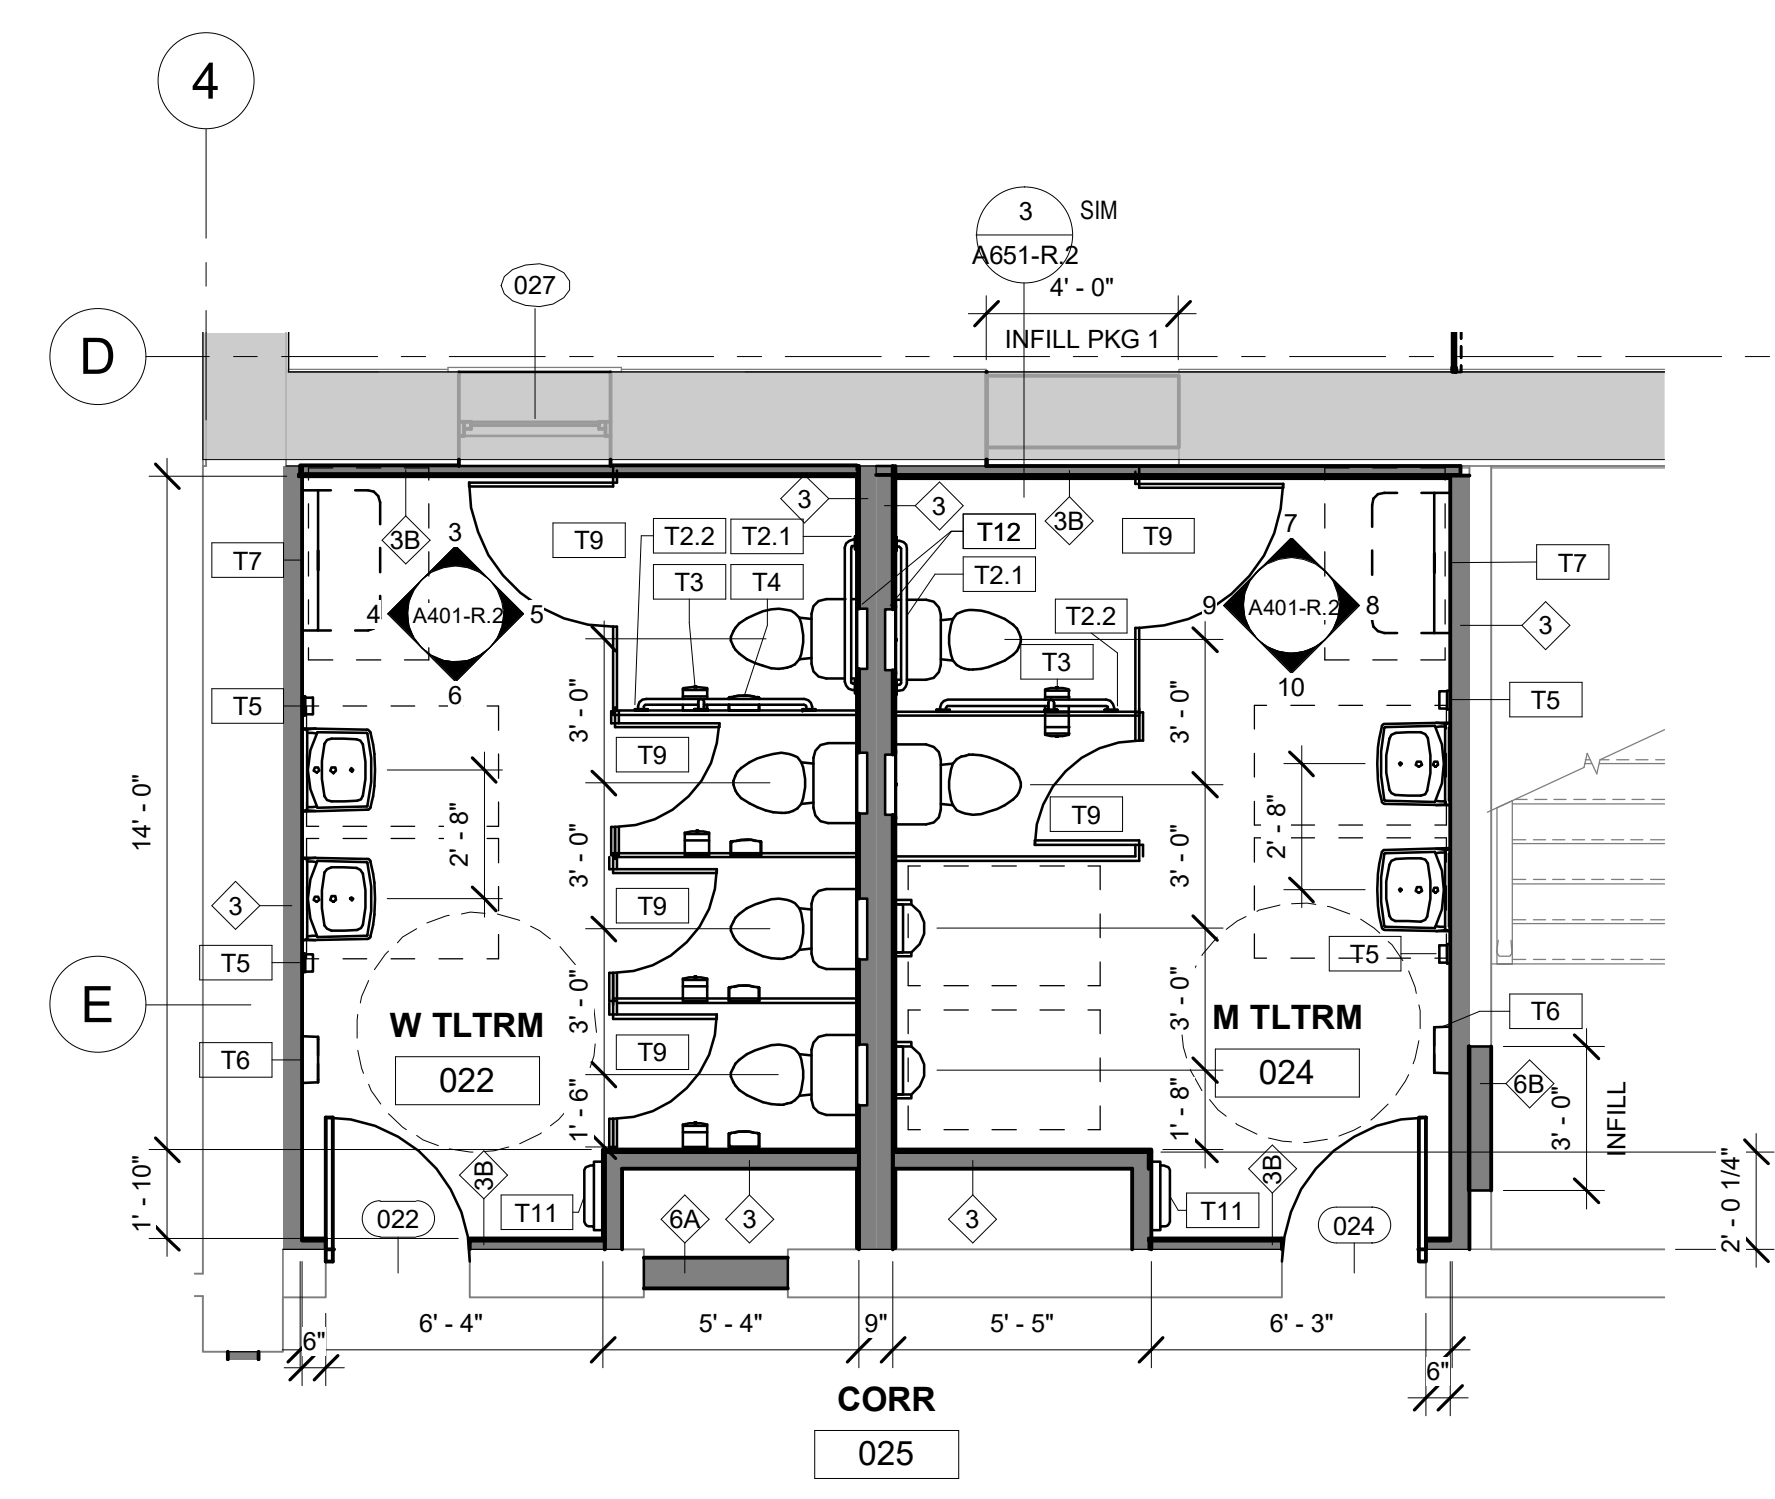 4
3
SIM
A651-R.2
027
4' - 0"
INFILL PKG 1
D
3
3
3B
3
T9
T2.2
T2.1
T12
3B
T9
7
T7
T3
T4
T2.1
T7
4
A401-R.2
5
T2.2
9
A401-R.2
8
3
6
T3
10
T5
3' - 0"
3' - 0"
T5
T9
14' - 0"
2' - 8"
T9
2' - 8"
3' - 0"
3' - 0"
3
T9
T5
T5
E
3' - 0"
3' - 0"
W TLTRM
M TLTRM
T6
T6
T9
022
024
6B
3' - 0"
INFILL
1' - 6"
1' - 8"
1' - 10"
3B
3B
2' - 0 1/4"
022
T11
6A
3
3
T11
024
6"
6' - 4"
5' - 4"
9"
5' - 5"
6' - 3"
6"
CORR
025